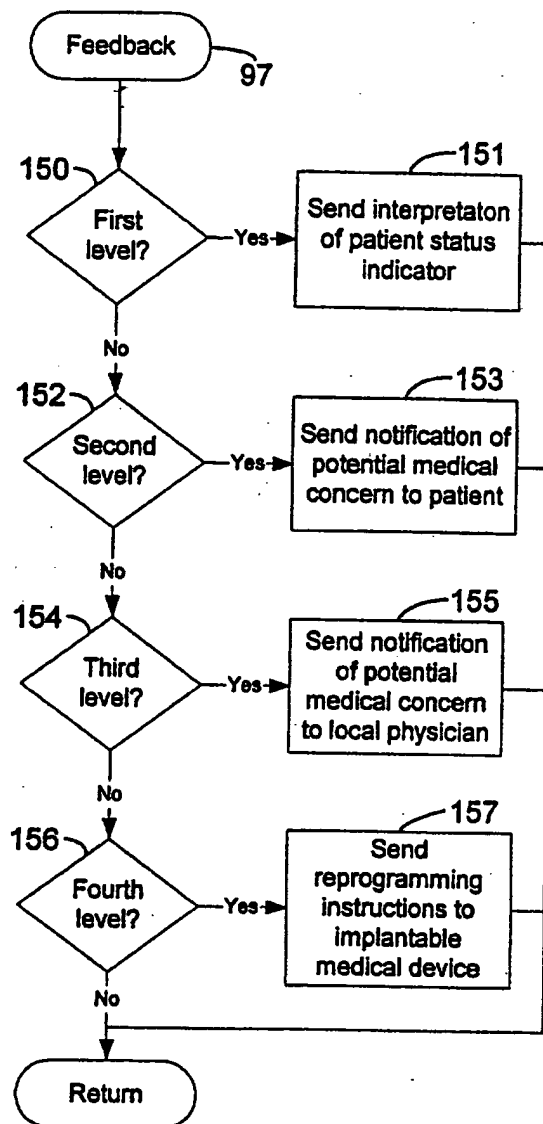 Feedback
97
150
151
First
level?
Yes
Send interpretaton
of patient status
indicator
No
152
153
Second
level?
Yes
Send notification of
potential medical
concern to patient
No
154
155
Third
level?
Yes
Send notification
of potential
medical concern
to local physician
No
156
157
Fourth
level?
Yes
Send
reprogramming
instructions to
implantable
medical device
No
Return